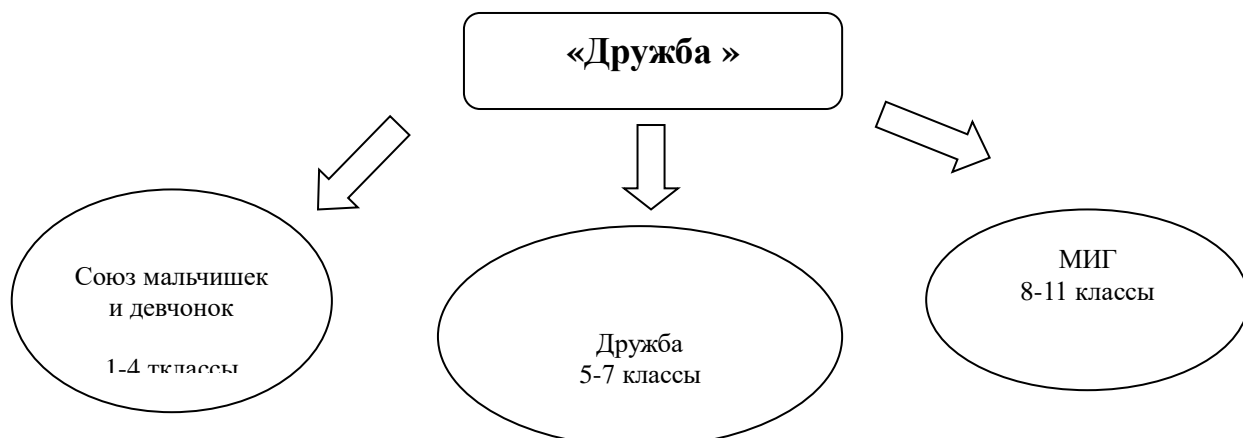 «Дружба »
Союз мальчишек
и девчонок
1-4 тклассы
Дружба
5-7 классы
МИГ
8-11 классы